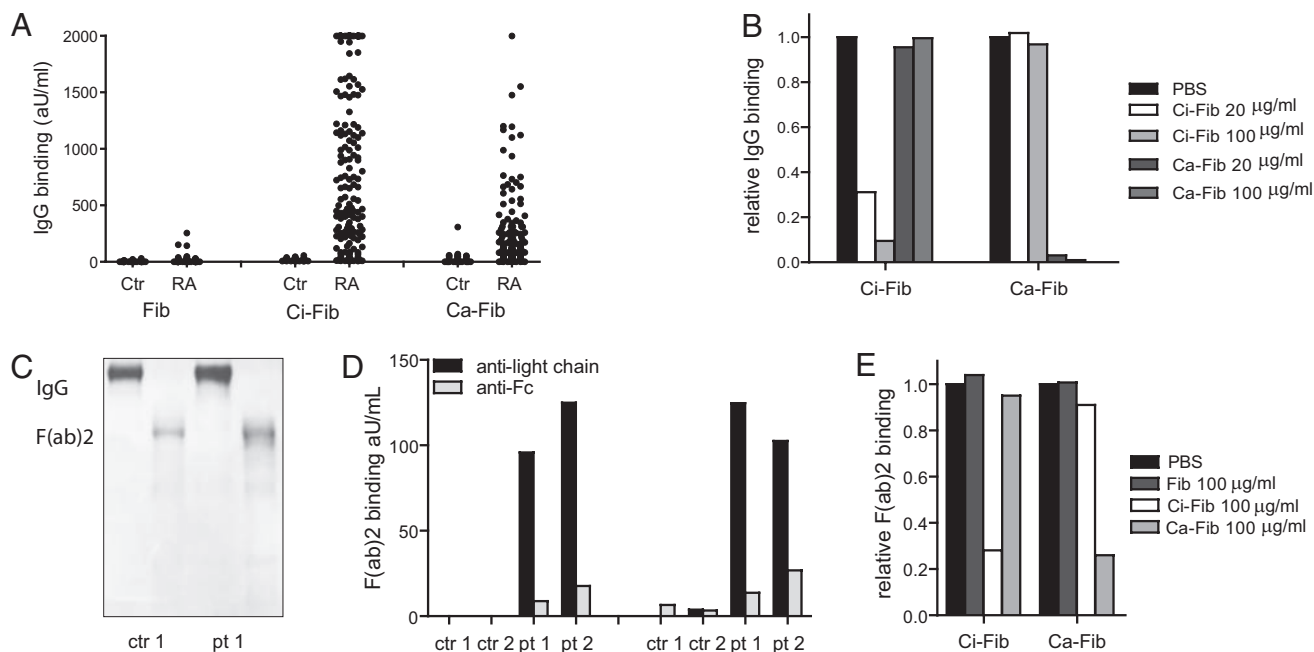 A
IgG binding (aU/ml)
2000
1500
1000
500
0
Ctr RA Ctr RA Ctr RA
Fib Ci-Fib Ca-Fib
B
relative IgG binding
1.0
0.8
0.6
0.4
0.2
0.0
Ci-Fib Ca-Fib
PBS
Ci-Fib 20 µg/ml
Ci-Fib 100 µg/ml
Ca-Fib 20 µg/ml
Ca-Fib 100 µg/ml
C
IgG
F(ab)2
ctr 1 pt 1
D
F(ab)2 binding aU/mL
150
100
50
0
anti-light chain
anti-Fc
ctr 1 ctr 2 pt 1 pt 2 ctr 1 ctr 2 pt 1 pt 2
E
relative F(ab)2 binding
1.0
0.8
0.6
0.4
0.2
0.0
Ci-Fib Ca-Fib
PBS
Fib 100 µg/ml
Ci-Fib 100 µg/ml
Ca-Fib 100 µg/ml